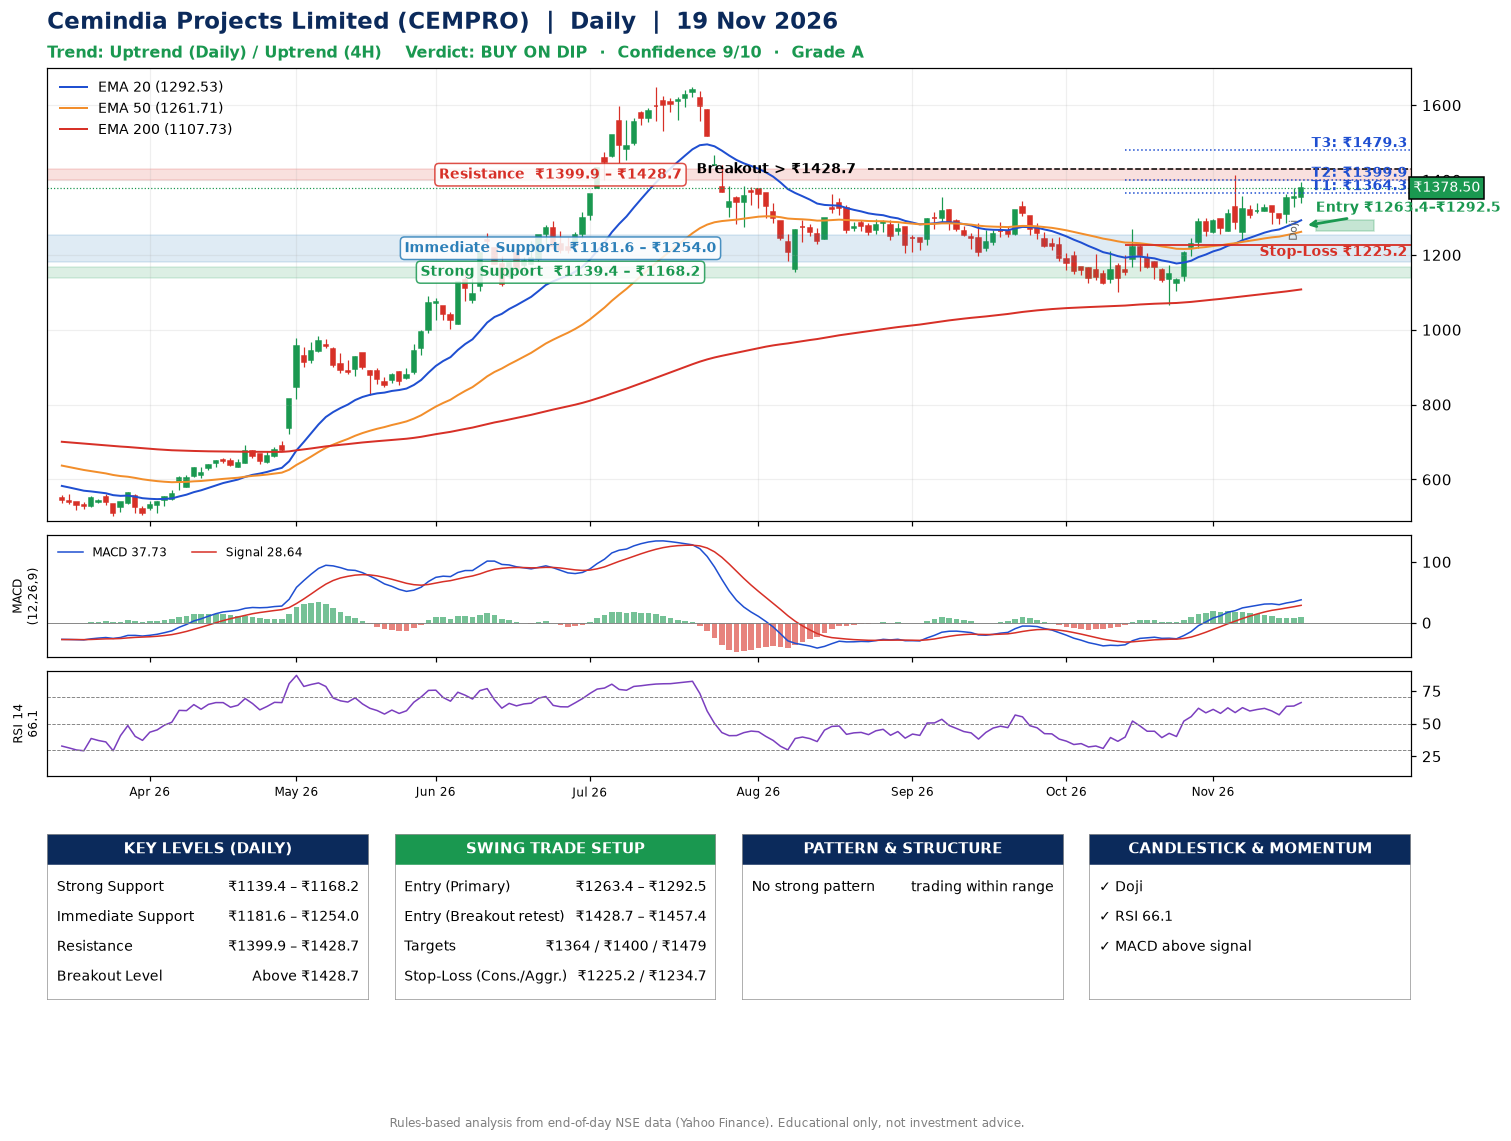 Cemindia Projects Limited (CEMPRO) | Daily | 19 Nov 2026
Trend: Uptrend (Daily) / Uptrend (4H) Verdict: BUY ON DIP · Confidence 9/10 · Grade A
EMA 20 (1292.53)
EMA 50 (1261.71)
EMA 200 (1107.73)
1600
1400
1200
1000
800
600
T3: ₹1479.3
Breakout > ₹1428.7
T2: ₹1399.9
T1: ₹1364.3
₹1378.50
Resistance ₹1399.9 – ₹1428.7
Entry ₹1263.4–₹1292.5
Doji
Immediate Support ₹1181.6 – ₹1254.0
Stop-Loss ₹1225.2
Strong Support ₹1139.4 – ₹1168.2
MACD 37.73
Signal 28.64
MACD
(12,26,9)
100
0
RSI 14
66.1
75
50
25
Apr 26
May 26
Jun 26
Jul 26
Aug 26
Sep 26
Oct 26
Nov 26
KEY LEVELS (DAILY)
Strong Support ₹1139.4 – ₹1168.2
Immediate Support ₹1181.6 – ₹1254.0
Resistance ₹1399.9 – ₹1428.7
Breakout Level Above ₹1428.7
SWING TRADE SETUP
Entry (Primary) ₹1263.4 – ₹1292.5
Entry (Breakout retest) ₹1428.7 – ₹1457.4
Targets ₹1364 / ₹1400 / ₹1479
Stop-Loss (Cons./Aggr.) ₹1225.2 / ₹1234.7
PATTERN & STRUCTURE
No strong pattern trading within range
CANDLESTICK & MOMENTUM
✓ Doji
✓ RSI 66.1
✓ MACD above signal
Rules-based analysis from end-of-day NSE data (Yahoo Finance). Educational only, not investment advice.